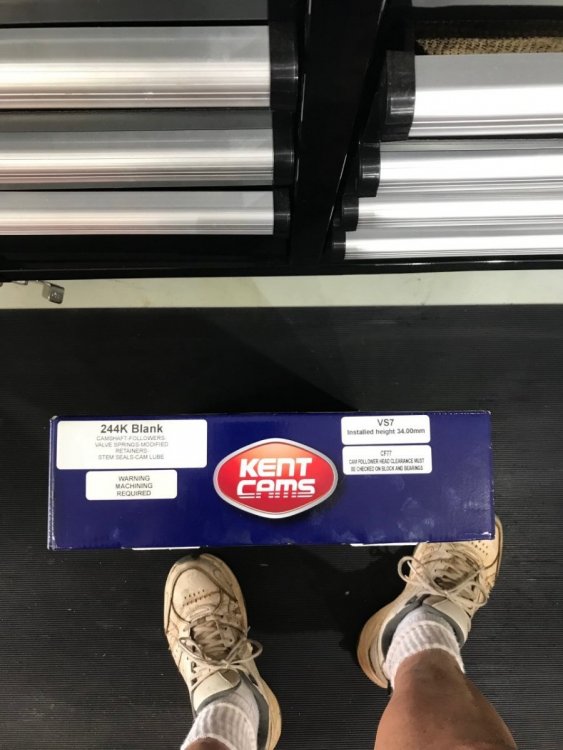 244K Blank
CAMSHAFT-FOLLOWERS-
VALVE SPRINGS-MODIFIED
RETAINERS-
STEM SEALS-CAM LUBE
WARNING
MACHINING
REQUIRED
KENT
CAMS
VS7
Installed height 34.00mm
CF77
CAM FOLLOWER HEAD CLEARANCE MUST
BE CHECKED ON BLOCK AND BEARINGS